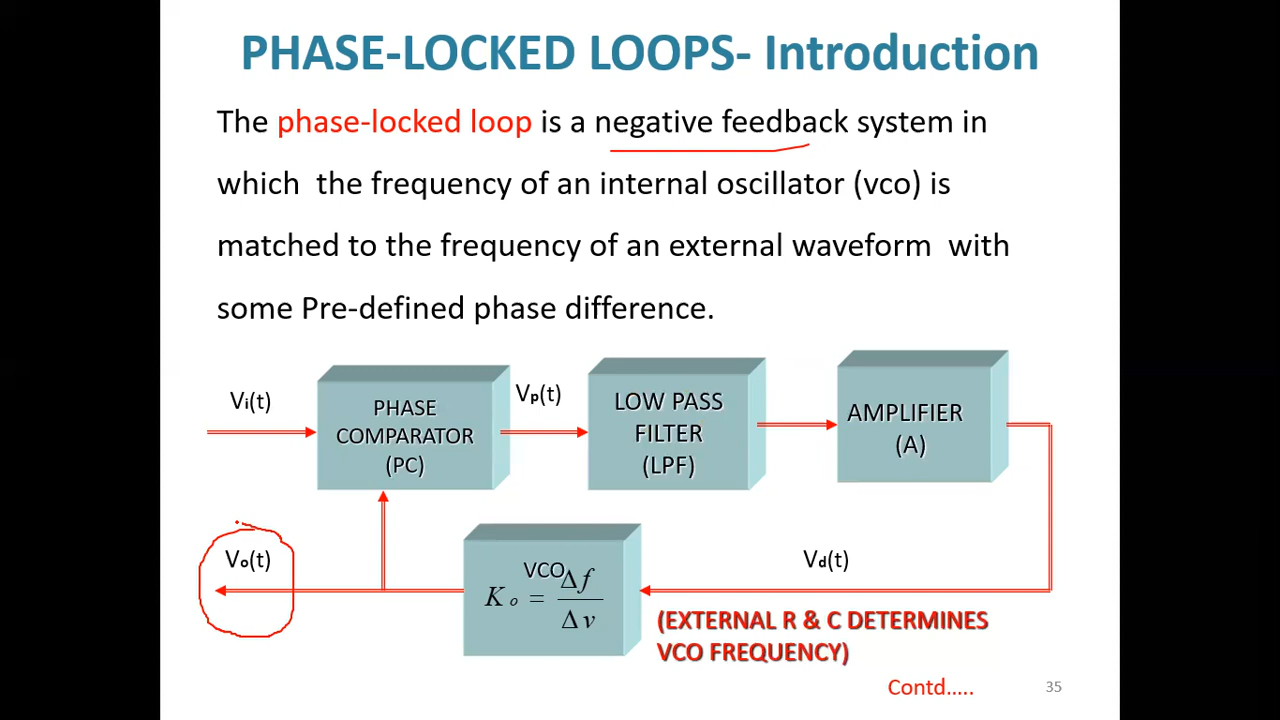 PHASE-LOCKED LOOPS- Introduction
The phase-locked loop is a negative feedback system in
which the frequency of an internal oscillator (vco) is
matched to the frequency of an external waveform with
some Pre-defined phase difference.
Vi(t)
PHASE
COMPARATOR
(PC)
Vp(t)
LOW PASS
FILTER
(LPF)
AMPLIFIER
(A)
Vo(t)
VCO
Ko = Δf
Δv
Vd(t)
(EXTERNAL R & C DETERMINES
VCO FREQUENCY)
Contd.....
35